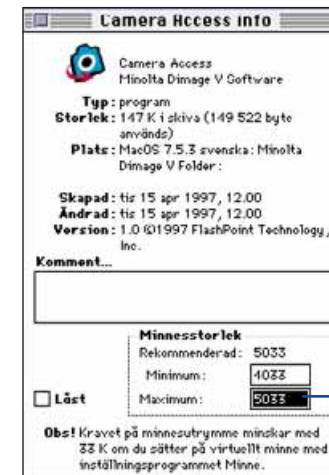 Camera Access info
Camera Access
Minolta Dimage V Software
Typ: program
Storlek: 147 K i skiva (149 522 byte
används)
Plats: MacOS 7.5.3 svenska: Minolta
Dimage V Folder:
Skapad: tis 15 apr 1997, 12.00
Ändrad: tis 15 apr 1997, 12.00
Version: 1.0 ©1997 FlashPoint Technology,
Inc.
Komment...
Minnesstorlek
Rekommenderad: 5033
Minimum: 4033
Låst
Maximum: 5033
Obs! Kravet på minnesutrymme minskar med
33 K om du sätter på virtuellt minne med
inställningsprogrammet Minne.